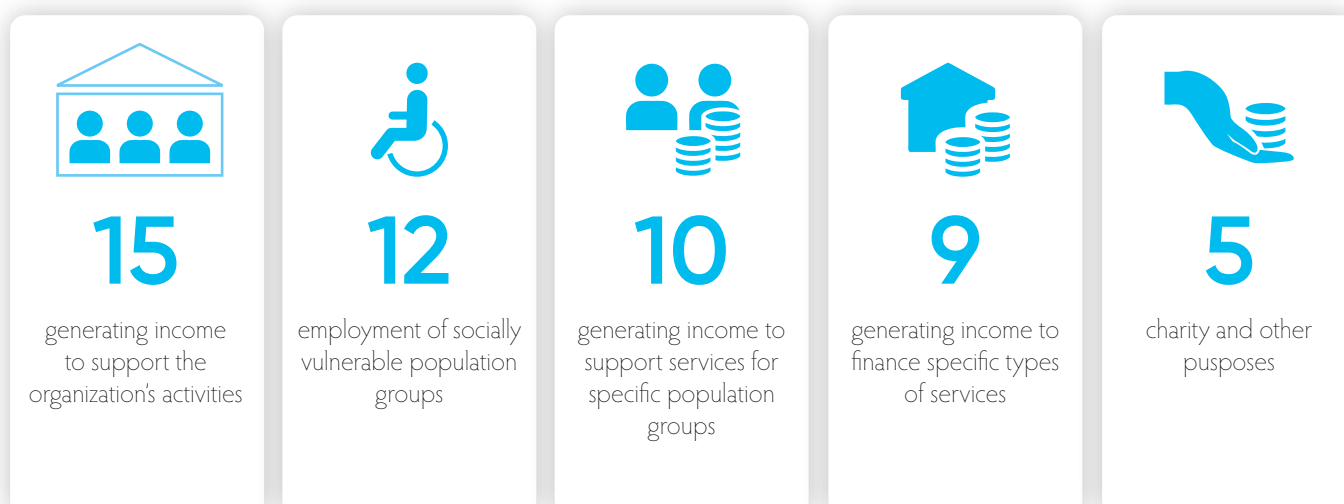 15
generating income
to support the
organization's activities
12
employment of socially
vulnerable population
groups
10
generating income to
support services for
specific population
groups
9
generating income to
finance specific types
of services
5
charity and other
pusposes